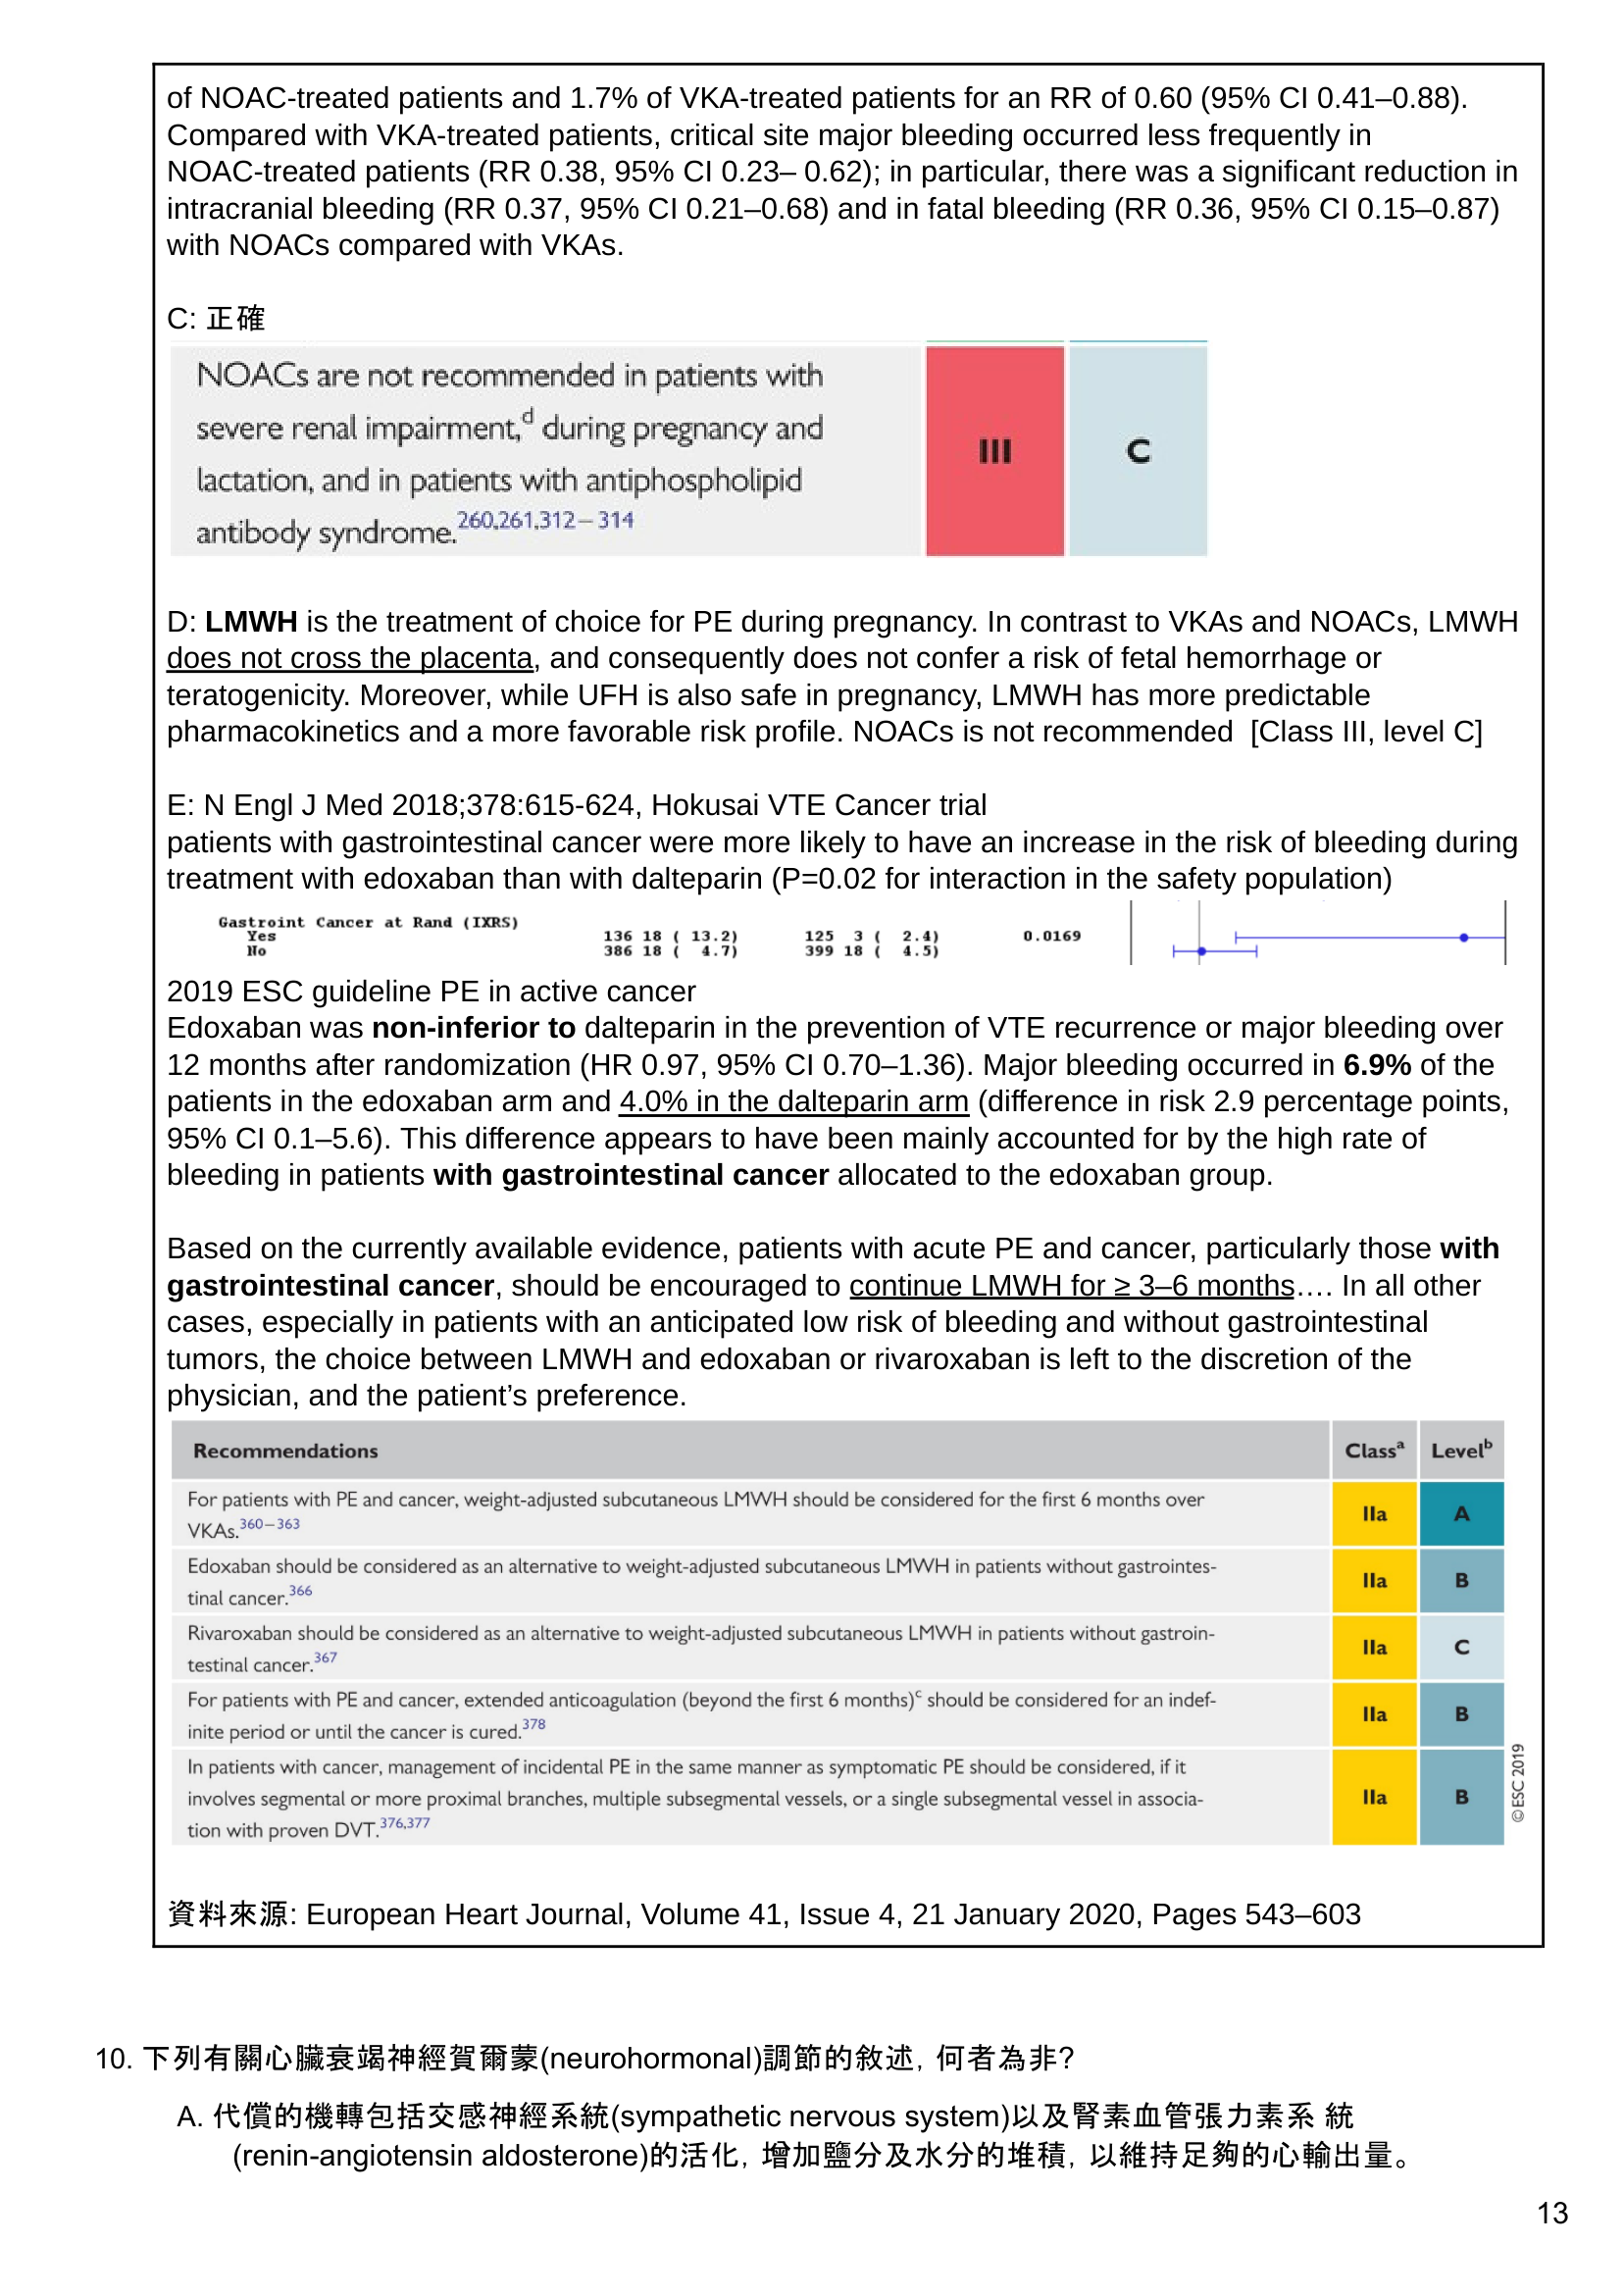 of NOAC-treated patients and 1.7% of VKA-treated patients for an RR of 0.60 (95% CI 0.41–0.88).
Compared with VKA-treated patients, critical site major bleeding occurred less frequently in
NOAC-treated patients (RR 0.38, 95% CI 0.23– 0.62); in particular, there was a significant reduction in
intracranial bleeding (RR 0.37, 95% CI 0.21–0.68) and in fatal bleeding (RR 0.36, 95% CI 0.15–0.87)
with NOACs compared with VKAs.
C: 正確
NOACs are not recommended in patients with
severe renal impairment,d during pregnancy and
lactation, and in patients with antiphospholipid
antibody syndrome.260,261,312–314
III
C
D: LMWH is the treatment of choice for PE during pregnancy. In contrast to VKAs and NOACs, LMWH
does not cross the placenta, and consequently does not confer a risk of fetal hemorrhage or
teratogenicity. Moreover, while UFH is also safe in pregnancy, LMWH has more predictable
pharmacokinetics and a more favorable risk profile. NOACs is not recommended [Class III, level C]
E: N Engl J Med 2018;378:615-624, Hokusai VTE Cancer trial
patients with gastrointestinal cancer were more likely to have an increase in the risk of bleeding during
treatment with edoxaban than with dalteparin (P=0.02 for interaction in the safety population)
Gastroint Cancer at Rand (IXRS)
Yes 136 18 ( 13.2) 125 3 ( 2.4) 0.0169
No 386 18 ( 4.7) 399 18 ( 4.5)
2019 ESC guideline PE in active cancer
Edoxaban was non-inferior to dalteparin in the prevention of VTE recurrence or major bleeding over
12 months after randomization (HR 0.97, 95% CI 0.70–1.36). Major bleeding occurred in 6.9% of the
patients in the edoxaban arm and 4.0% in the dalteparin arm (difference in risk 2.9 percentage points,
95% CI 0.1–5.6). This difference appears to have been mainly accounted for by the high rate of
bleeding in patients with gastrointestinal cancer allocated to the edoxaban group.
Based on the currently available evidence, patients with acute PE and cancer, particularly those with
gastrointestinal cancer, should be encouraged to continue LMWH for ≥ 3–6 months…. In all other
cases, especially in patients with an anticipated low risk of bleeding and without gastrointestinal
tumors, the choice between LMWH and edoxaban or rivaroxaban is left to the discretion of the
physician, and the patient’s preference.
Recommendations Classa Levelb
For patients with PE and cancer, weight-adjusted subcutaneous LMWH should be considered for the first 6 months over
VKAs.360–363
IIa A
Edoxaban should be considered as an alternative to weight-adjusted subcutaneous LMWH in patients without gastrointes-
tinal cancer.366
IIa B
Rivaroxaban should be considered as an alternative to weight-adjusted subcutaneous LMWH in patients without gastroin-
testinal cancer.367
IIa C
For patients with PE and cancer, extended anticoagulation (beyond the first 6 months)c should be considered for an indef-
inite period or until the cancer is cured.378
IIa B
In patients with cancer, management of incidental PE in the same manner as symptomatic PE should be considered, if it
involves segmental or more proximal branches, multiple subsegmental vessels, or a single subsegmental vessel in associa-
tion with proven DVT.376,377
IIa B
©ESC 2019
資料來源: European Heart Journal, Volume 41, Issue 4, 21 January 2020, Pages 543–603
10. 下列有關心臟衰竭神經賀爾蒙(neurohormonal)調節的敘述，何者為非?
A. 代償的機轉包括交感神經系統(sympathetic nervous system)以及腎素血管張力素系 統
(renin-angiotensin aldosterone)的活化，增加鹽分及水分的堆積，以維持足夠的心輸出量。
13